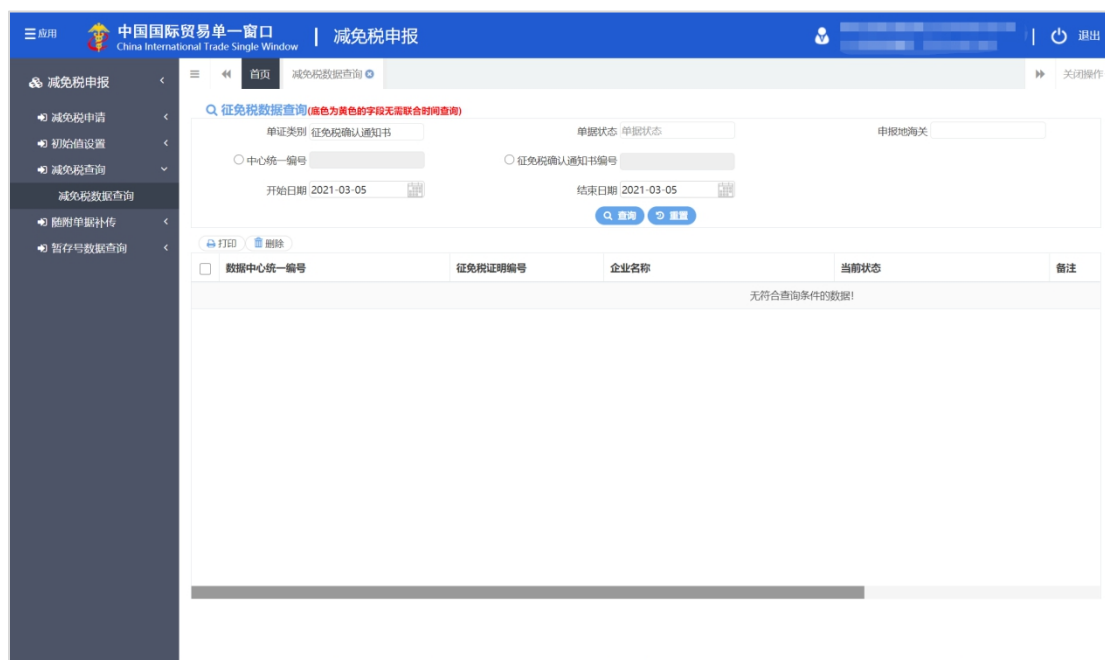 应用 中国国际贸易单一窗口 | 减免税申报 | 退出
China International Trade Single Window
减免税申报 首页 减免税数据查询 关闭操作
减免税申请
初始值设置
减免税查询
减免税数据查询
随附单据补传
暂存号数据查询
征免税数据查询(底色为黄色的字段无需联合时间查询)
单证类别 征免税确认通知书 单据状态 单据状态 申报地海关
中心统一编号 征免税确认通知书编号
开始日期 2021-03-05 结束日期 2021-03-05
查询 重置
打印 删除
数据中心统一编号 征免税证明编号 企业名称 当前状态 备注
无符合查询条件的数据!